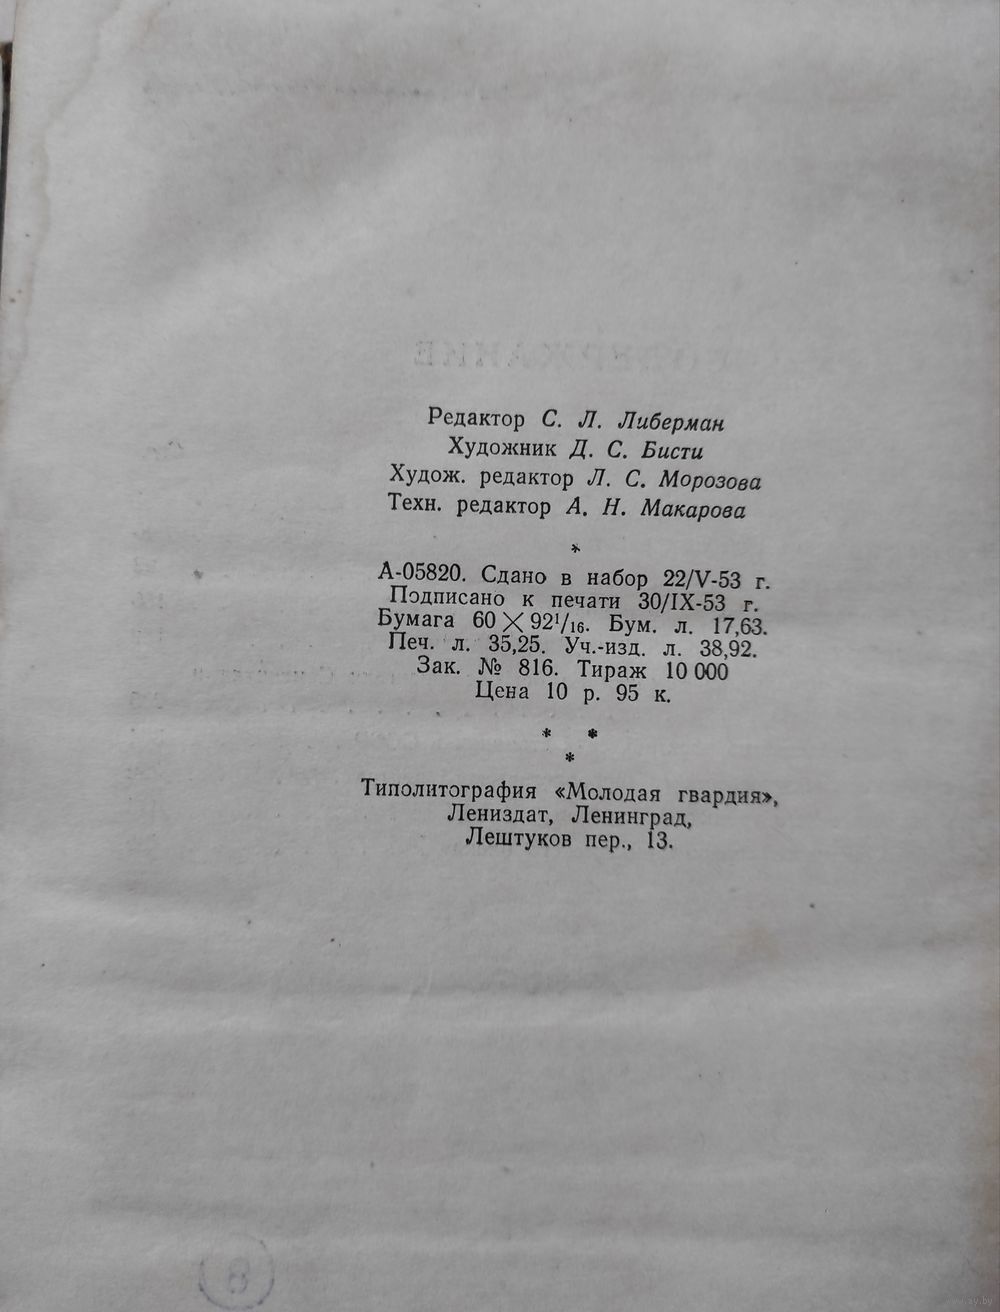 Редактор С. Л. Либерман
Художник Д. С. Бисти
Худож. редактор Л. С. Морозова
Техн. редактор А. Н. Макарова
*
А-05820. Сдано в набор 22/V-53 г.
Подписано к печати 30/IX-53 г.
Бумага 60 × 92¹/₁₆. Бум. л. 17,63.
Печ. л. 35,25. Уч.-изд. л. 38,92.
Зак. № 816. Тираж 10 000
Цена 10 р. 95 к.
* *
*
Типолитография «Молодая гвардия»,
Лениздат, Ленинград,
Лештуков пер., 13.